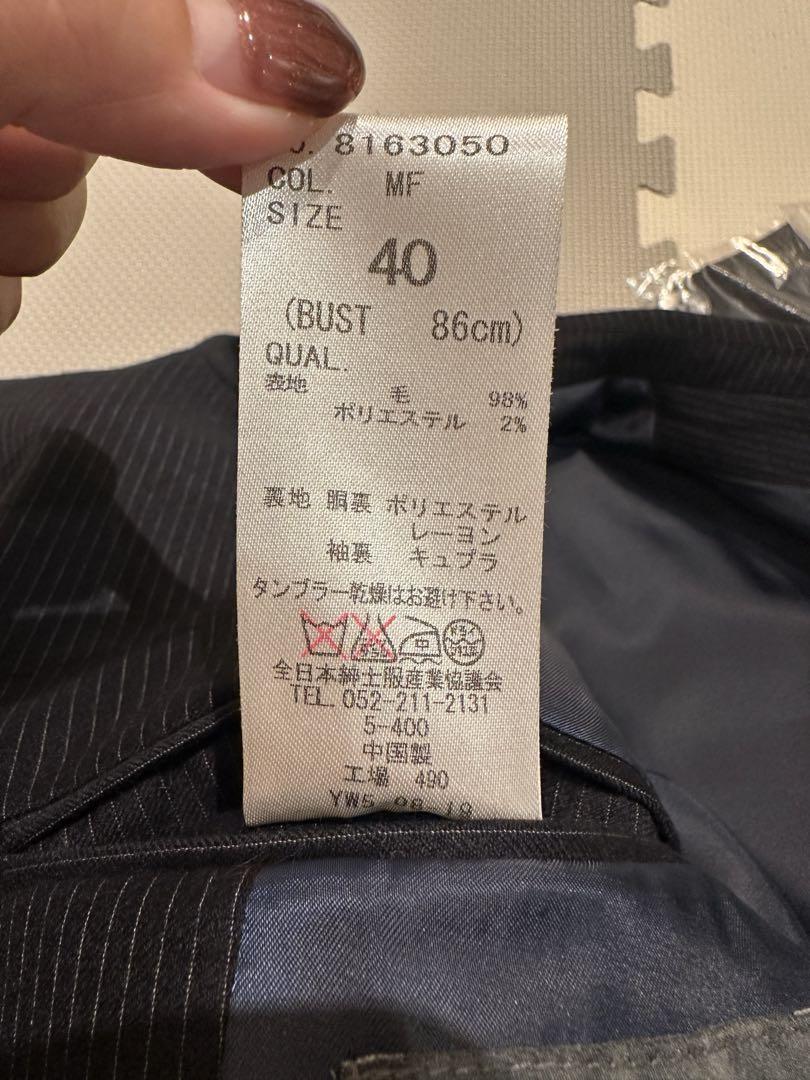 8163050
COL. MF
SIZE
40
(BUST 86cm)
QUAL.
表地 毛 98%
ポリエステル 2%
裏地 胴裏 ポリエステル
レーヨン
袖裏 キュプラ
タンブラー乾燥はお避け下さい。
中
全日本紳士服産業協議会
TEL. 052-211-2131
5-400
中国製
工場 490